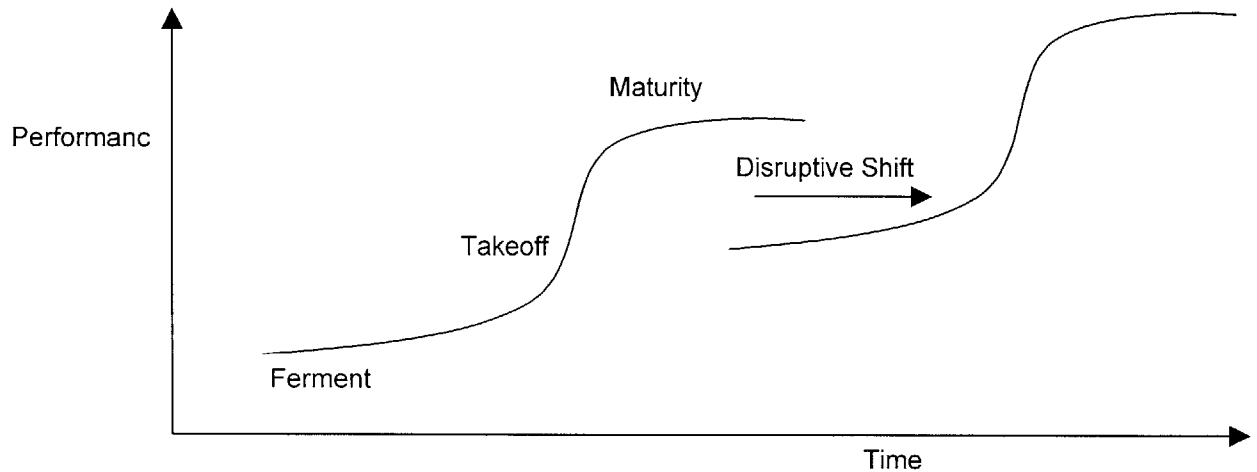 Maturity
Performanc
Disruptive Shift
Takeoff
Ferment
Time